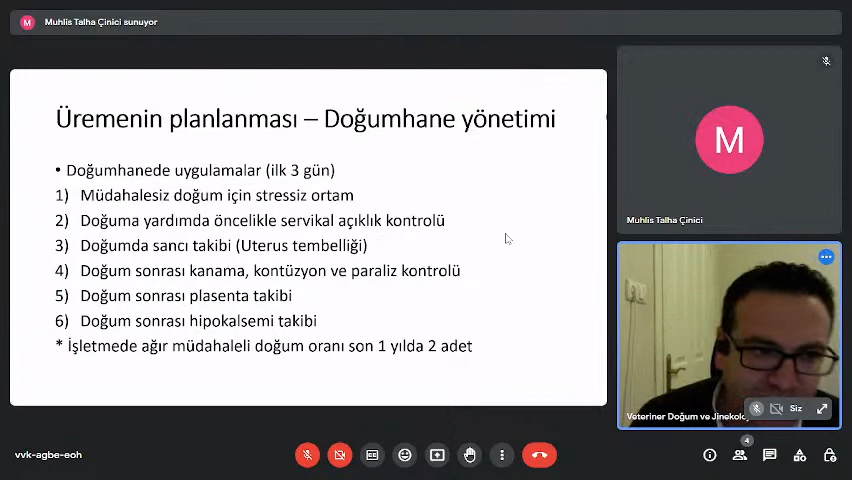 M
Muhlis Talha Çinici sunuyor
Üremenin planlanması – Doğumhane yönetimi
• Doğumhanede uygulamalar (ilk 3 gün)
1) Müdahalesiz doğum için stressiz ortam
2) Doğuma yardımda öncelikle servikal açıklık kontrolü
3) Doğumda sancı takibi (Uterus tembelliği)
4) Doğum sonrası kanama, kontüzyon ve paraliz kontrolü
5) Doğum sonrası plasenta takibi
6) Doğum sonrası hipokalsemi takibi
* İşletmede ağır müdahaleli doğum oranı son 1 yılda 2 adet
M
Muhlis Talha Çinici
Veteriner Doğum ve Jinekoloj
Siz
vvk-agbe-eoh
4